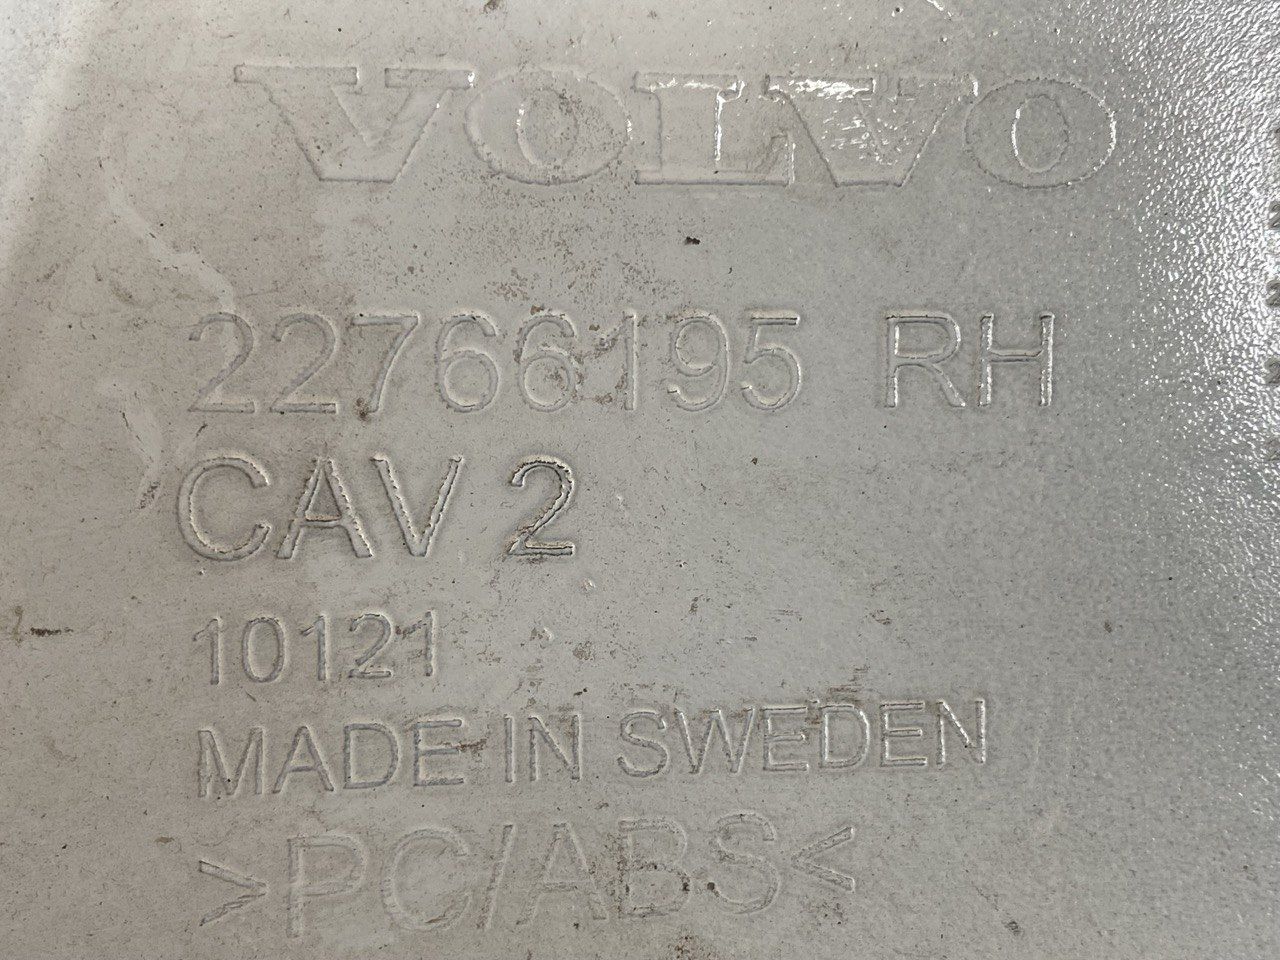 VOLVO
22766195 RH
CAV 2
10121
MADE IN SWEDEN
>PC/ABS<